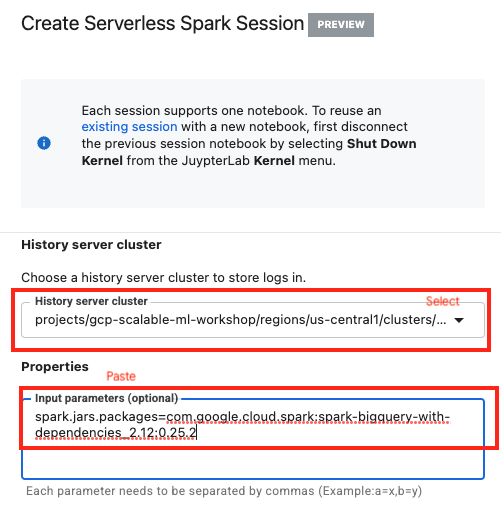 Create Serverless Spark Session PREVIEW
Each session supports one notebook. To reuse an
existing session with a new notebook, first disconnect
the previous session notebook by selecting Shut Down
Kernel from the JuypterLab Kernel menu.
History server cluster
Choose a history server cluster to store logs in.
History server cluster Select
projects/gcp-scalable-ml-workshop/regions/us-central1/clusters/...
Properties
Paste
Input parameters (optional)
spark.jars.packages=com.google.cloud.spark:spark-bigquery-with-
dependencies_2.12:0.25.2
Each parameter needs to be separated by commas (Example:a=x,b=y)